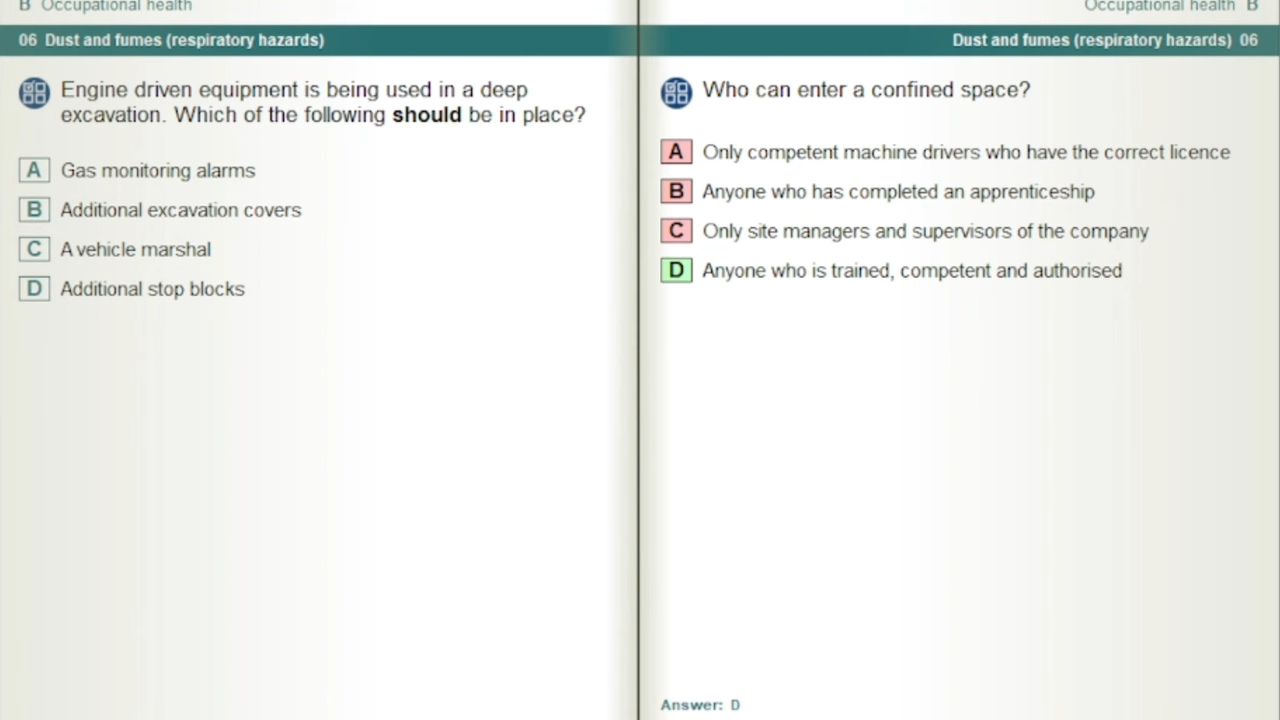 B Occupational health
06 Dust and fumes (respiratory hazards)
Engine driven equipment is being used in a deep
excavation. Which of the following should be in place?
A Gas monitoring alarms
B Additional excavation covers
C A vehicle marshal
D Additional stop blocks
Occupational health B
Dust and fumes (respiratory hazards) 06
Who can enter a confined space?
A Only competent machine drivers who have the correct licence
B Anyone who has completed an apprenticeship
C Only site managers and supervisors of the company
D Anyone who is trained, competent and authorised
Answer: D